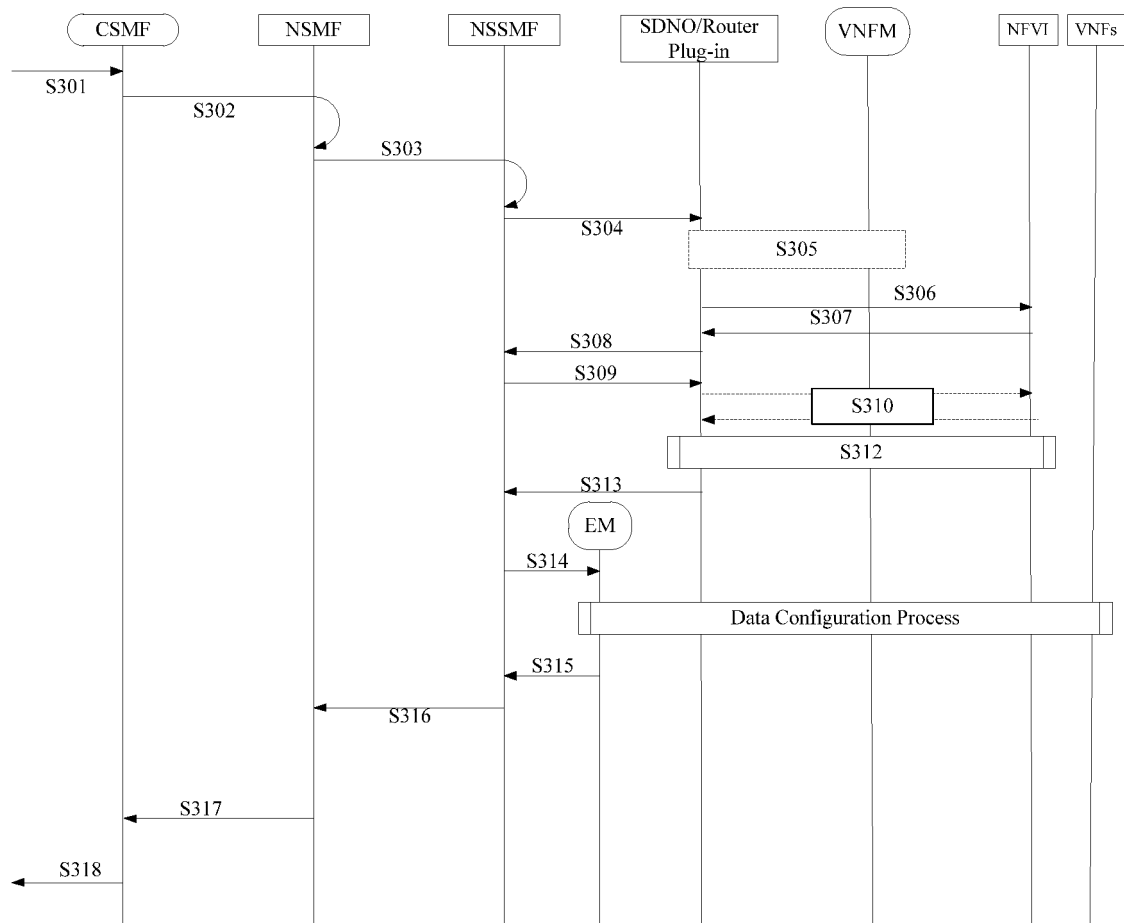 CSMF
NSMF
NSSMF
SDNO/Router
Plug-in
VNFM
NFVI
VNFs
S301
S302
S303
S304
S305
S306
S307
S308
S309
S310
S312
S313
EM
S314
Data Configuration Process
S315
S316
S317
S318